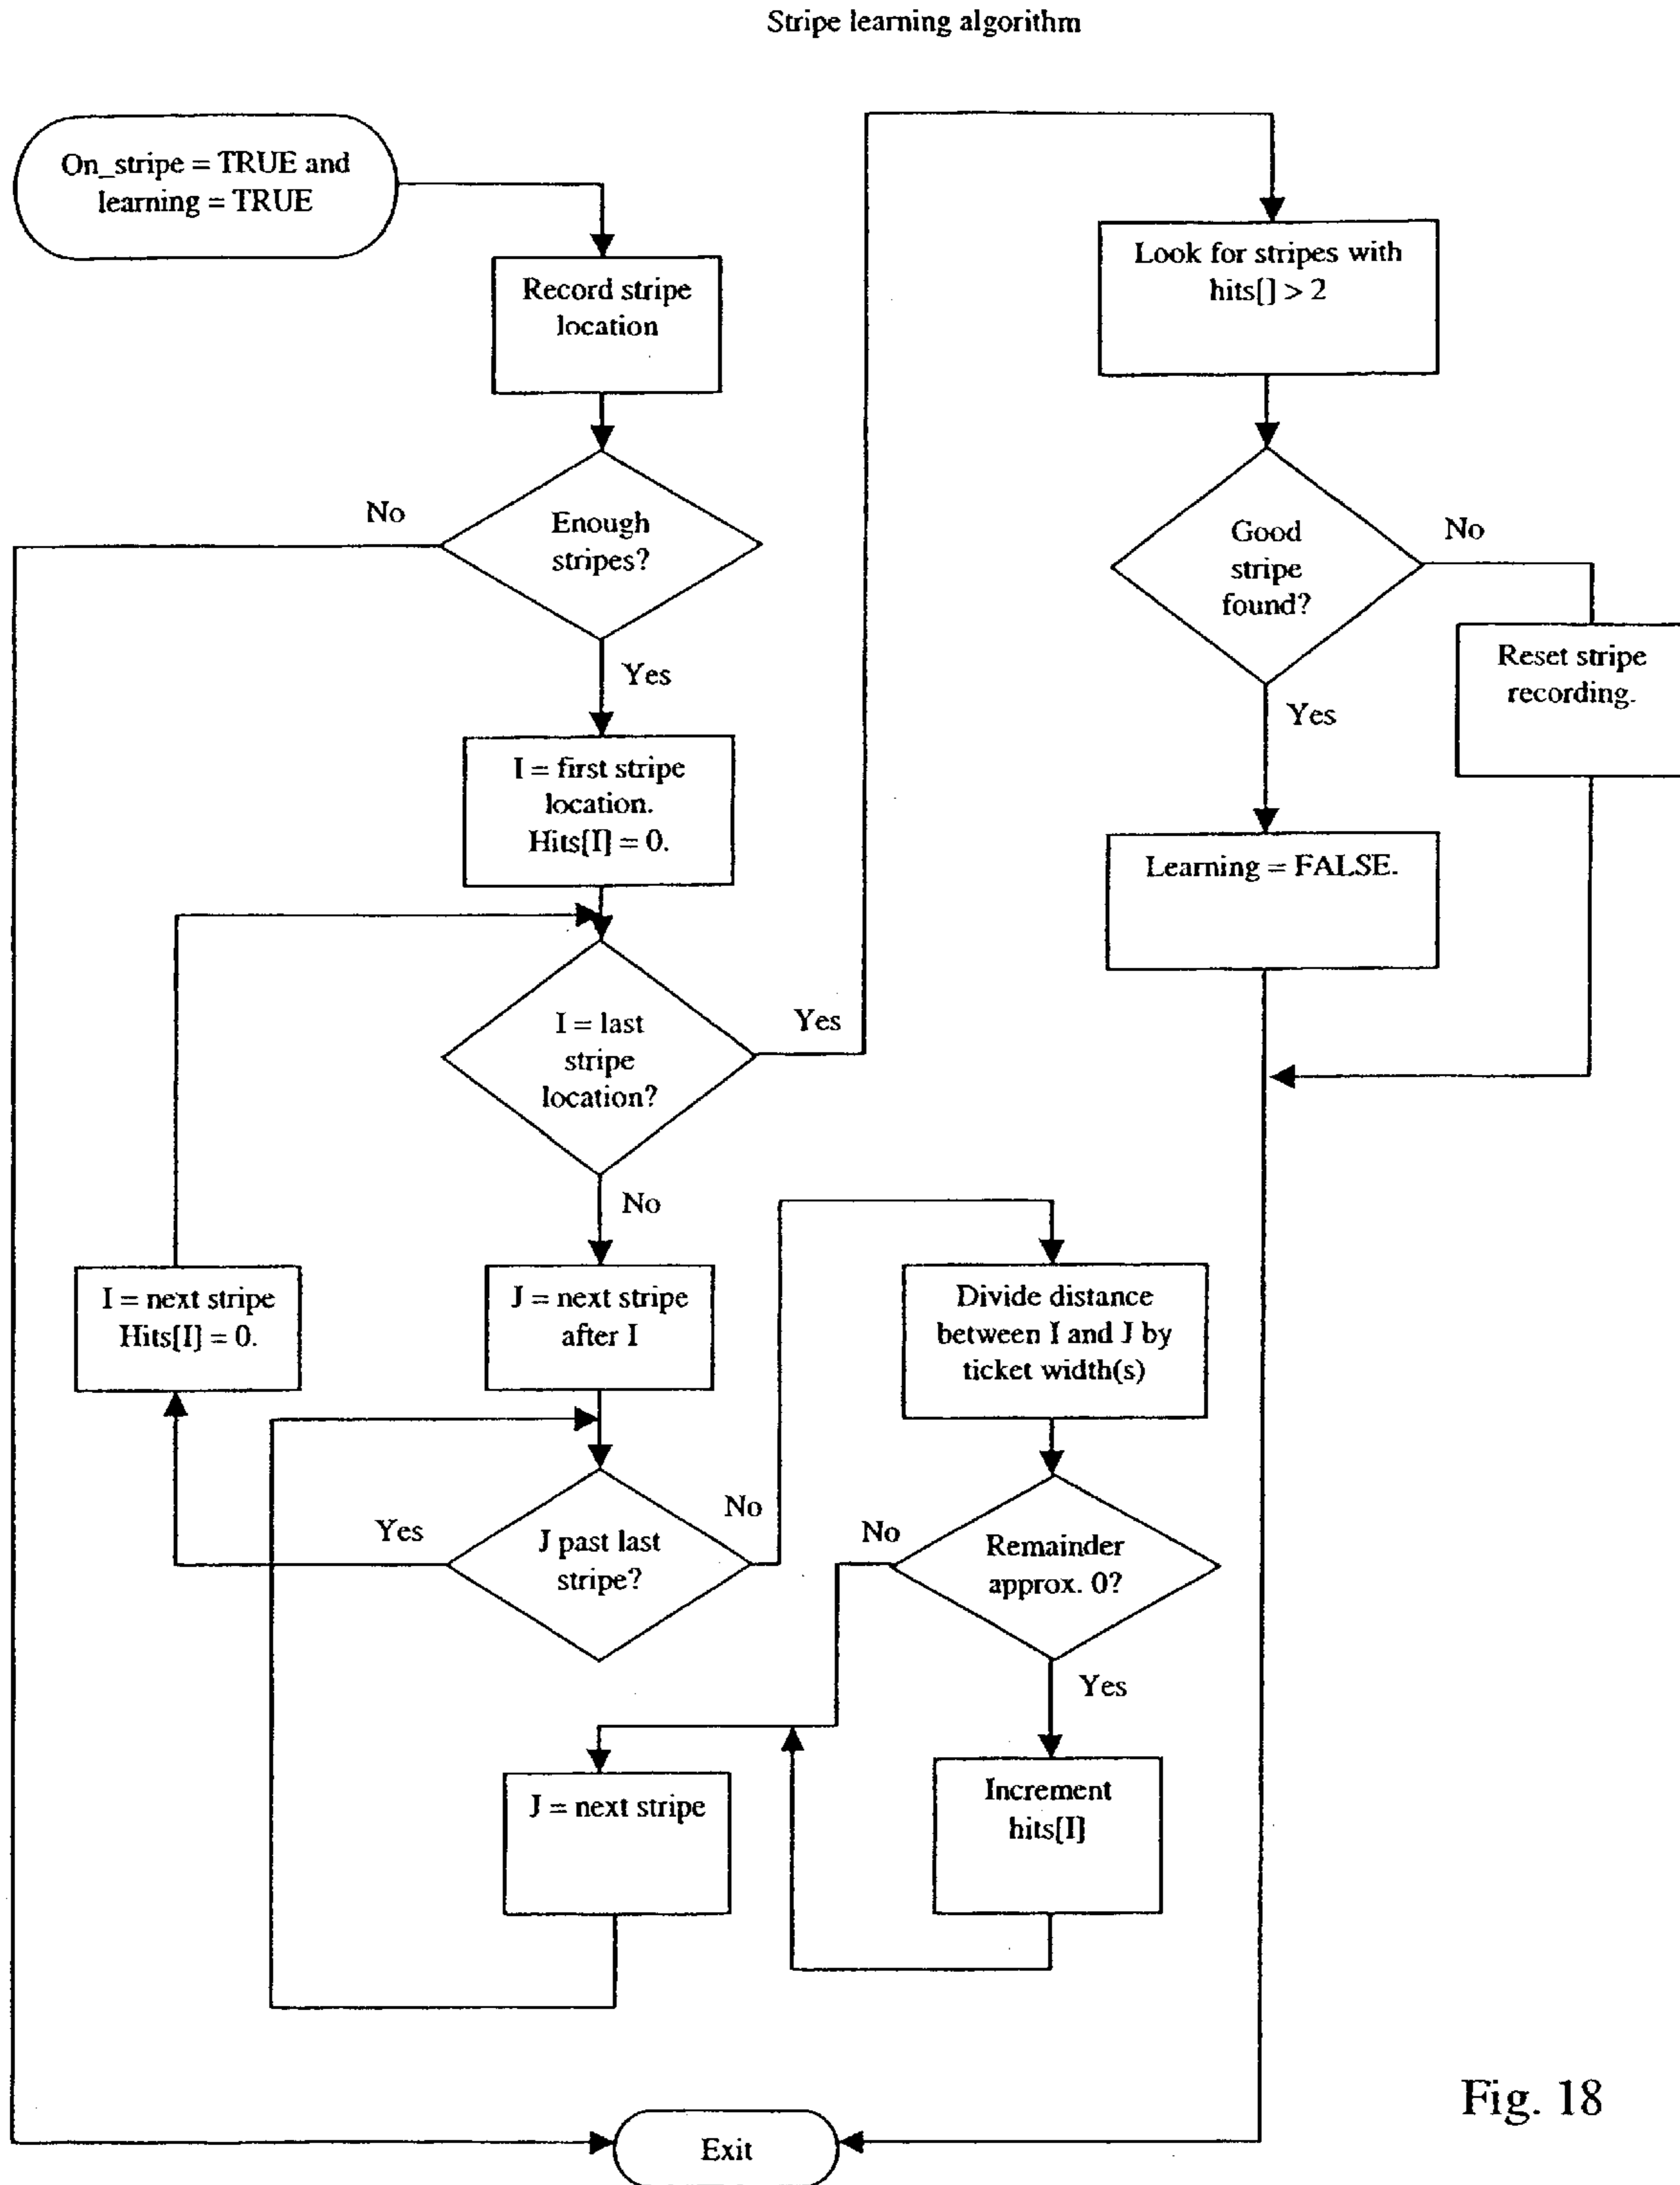 Stripe learning algorithm
On_stripe = TRUE and
learning = TRUE
Record stripe
location
Enough
stripes?
No
Yes
I = first stripe
location.
Hits[I] = 0.
I = last
stripe
location?
Yes
No
I = next stripe
Hits[I] = 0.
J = next stripe
after I
J past last
stripe?
Yes
No
Divide distance
between I and J by
ticket width(s)
Remainder
approx. 0?
No
Yes
J = next stripe
Increment
hits[I]
Look for stripes with
hits[] > 2
Good
stripe
found?
No
Yes
Reset stripe
recording.
Learning = FALSE.
Exit
Fig. 18